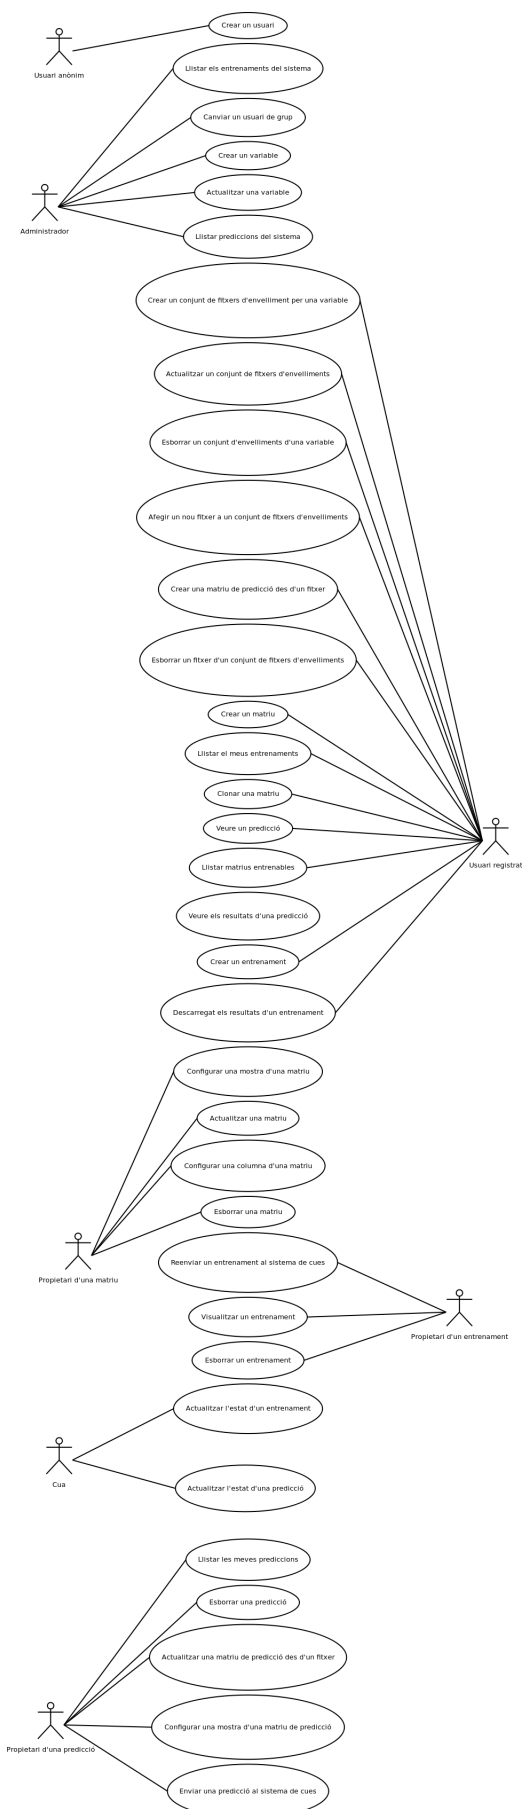 Crear un usuari
Usuari anònim
Llistar els entrenaments del sistema
Canviar un usuari de grup
Crear un variable
Actualitzar una variable
Administrador
Llistar prediccions del sistema
Crear un conjunt de fitxers d'envelliment per una variable
Actualitzar un conjunt de fitxers d'envelliments
Esborrar un conjunt d'envelliments d'una variable
Afegir un nou fitxer a un conjunt de fitxers d'envelliments
Crear una matriu de predicció des d'un fitxer
Esborrar un fitxer d'un conjunt de fitxers d'envelliments
Crear un matriu
Llistar el meus entrenaments
Clonar una matriu
Veure un predicció
Llistar matrius entrenables
Usuari registrat
Veure els resultats d'una predicció
Crear un entrenament
Descarregat els resultats d'un entrenament
Configurar una mostra d'una matriu
Actualitzar una matriu
Configurar una columna d'una matriu
Esborrar una matriu
Propietari d'una matriu
Reenviar un entrenament al sistema de cues
Visualitzar un entrenament
Propietari d'un entrenament
Esborrar un entrenament
Actualitzar l'estat d'un entrenament
Cua
Actualitzar l'estat d'una predicció
Llistar les meves prediccions
Esborrar una predicció
Actualitzar una matriu de predicció des d'un fitxer
Configurar una mostra d'una matriu de predicció
Propietari d'una predicció
Enviar una predicció al sistema de cues